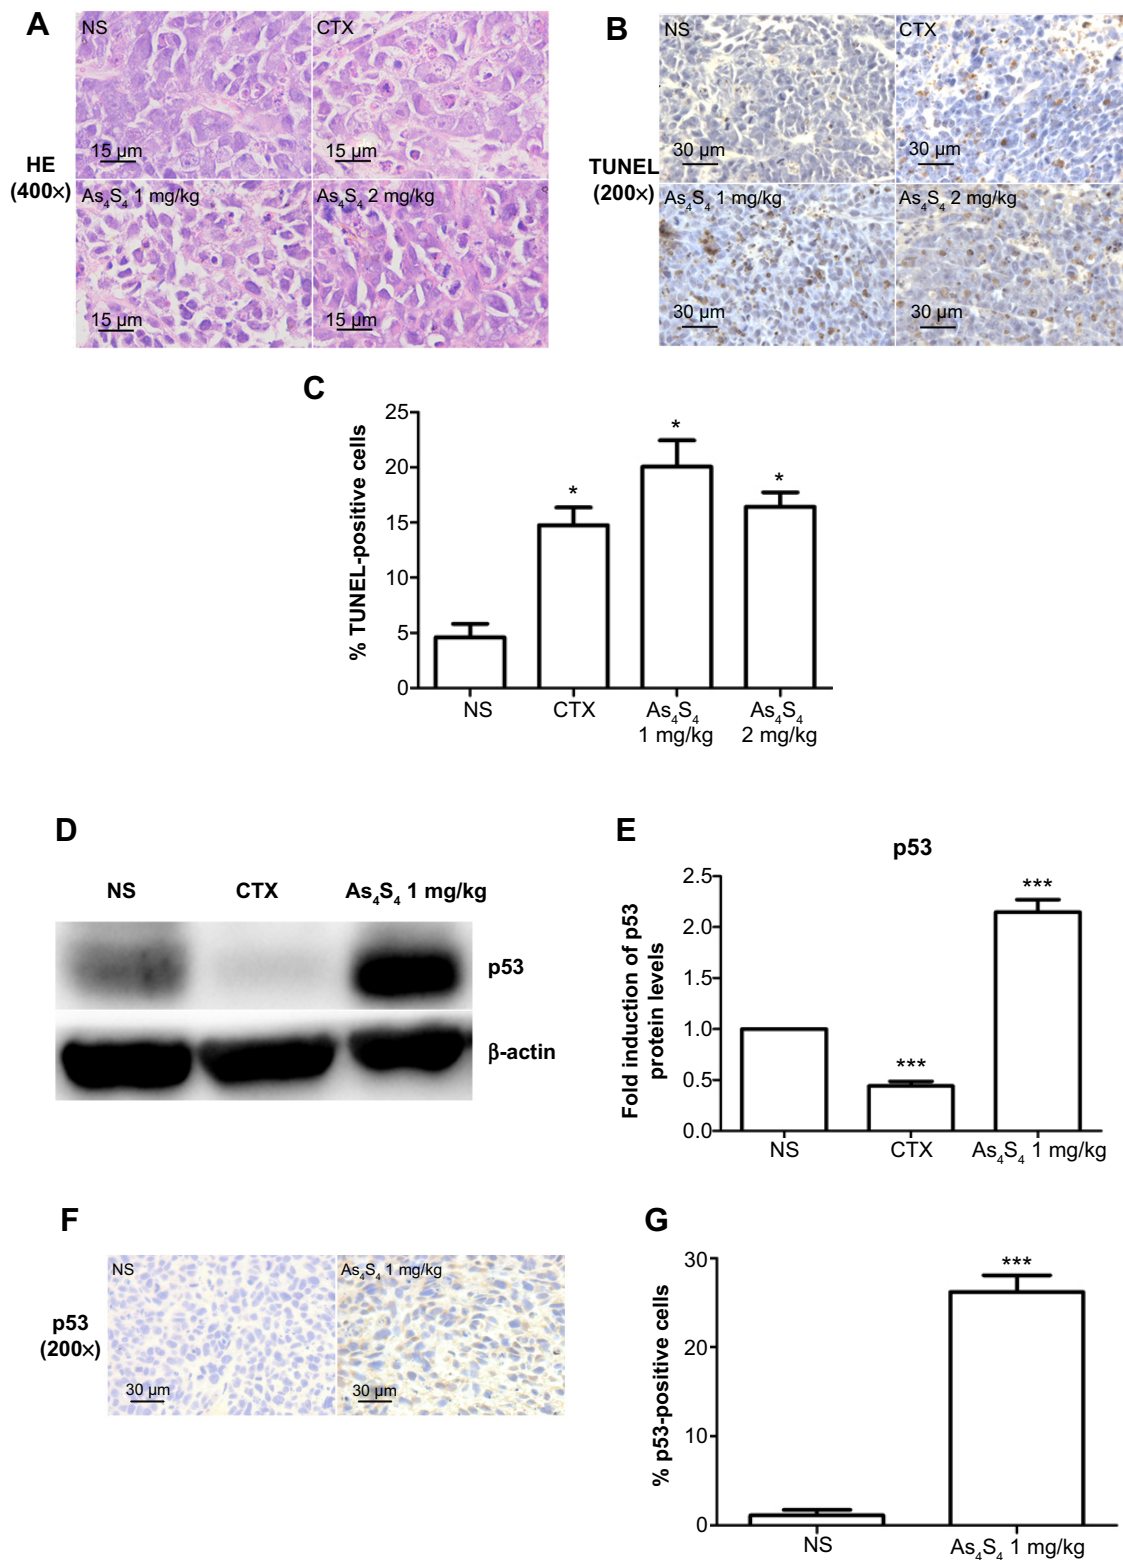 A
NS
CTX
15 µm
15 µm
HE
(400×)
As₄S₄ 1 mg/kg
As₄S₄ 2 mg/kg
15 µm
15 µm
B
NS
CTX
30 µm
30 µm
TUNEL
(200×)
As₄S₄ 1 mg/kg
As₄S₄ 2 mg/kg
30 µm
30 µm
C
% TUNEL-positive cells
25
20
15
10
5
0
*
*
*
NS
CTX
As₄S₄
1 mg/kg
As₄S₄
2 mg/kg
D
NS
CTX
As₄S₄ 1 mg/kg
p53
β-actin
E
p53
Fold induction of p53
protein levels
2.5
2.0
1.5
1.0
0.5
0.0
***
***
NS
CTX
As₄S₄ 1 mg/kg
F
p53
(200×)
NS
As₄S₄ 1 mg/kg
30 µm
30 µm
G
% p53-positive cells
30
20
10
0
***
NS
As₄S₄ 1 mg/kg